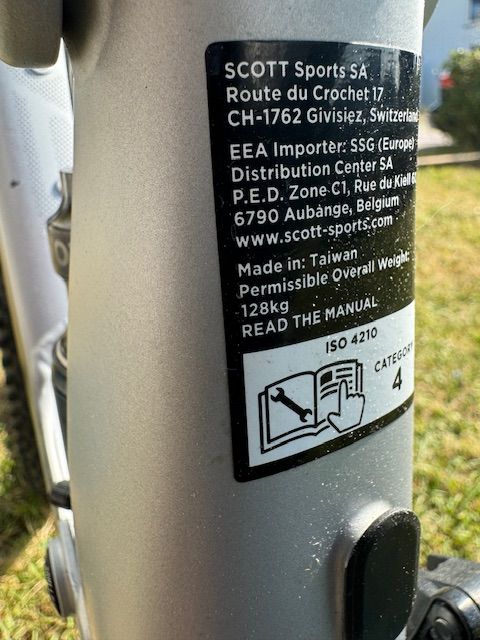 SCOTT Sports SA
Route du Crochet 17
CH-1762 Givisiez, Switzerland
EEA Importer: SSG (Europe)
Distribution Center SA
P.E.D. Zone C1, Rue du Kiell
6790 Aubange, Belgium
www.scott-sports.com
Made in: Taiwan
Permissible Overall Weight:
128kg
READ THE MANUAL
ISO 4210
CATEGORY
4